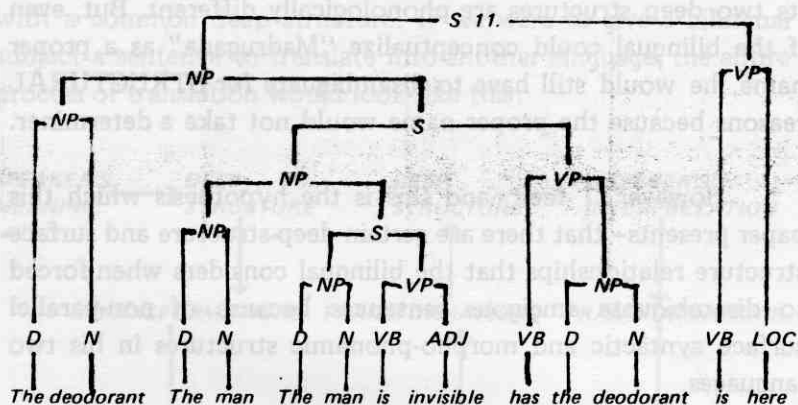 S 11.
NP VP
NP S
NP VP
NP S
NP VP NP
D N D N D N VB ADJ VB D N VB LOC
The deodorant The man The man is invisible has the deodorant is here